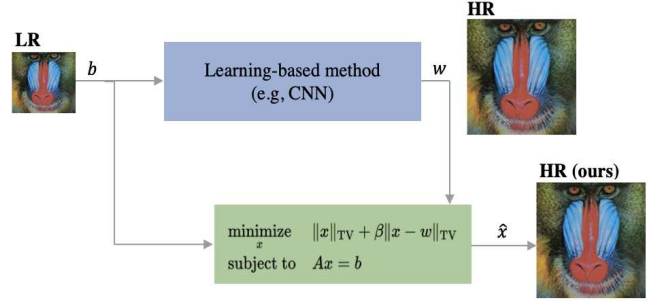 LR
b
Learning-based method
(e.g, CNN)
w
HR
HR (ours)
minimize ‖x‖TV + β‖x − w‖TV
x
subject to Ax = b
x̂